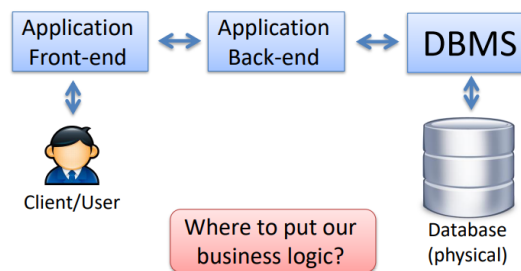 Application
Front-end
Application
Back-end
DBMS
Client/User
Where to put our
business logic?
Database
(physical)